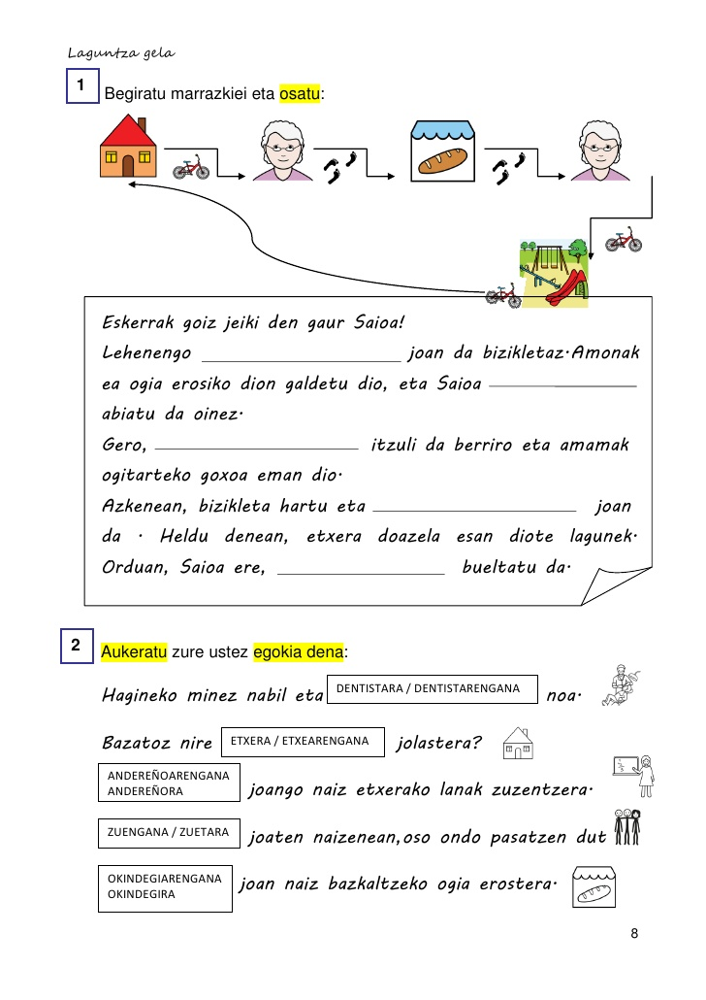 Laguntza gela
1
Begiratu marrazkiei eta osatu:
Eskerrak goiz jeiki den gaur Saioa!
Lehenengo ____________________ joan da bizikletaz.Amonak
ea ogia erosiko dion galdetu dio, eta Saioa _______________
abiatu da oinez.
Gero, ____________________ itzuli da berriro eta amamak
ogitarteko goxoa eman dio.
Azkenean, bizikleta hartu eta ____________________ joan
da . Heldu denean, etxera doazela esan diote lagunek.
Orduan, Saioa ere, _________________ bueltatu da.
2
Aukeratu zure ustez egokia dena:
Hagineko minez nabil eta DENTISTARA / DENTISTARENGANA noa.
Bazatoz nire ETXERA / ETXEARENGANA jolastera?
ANDEREÑOARENGANA
ANDEREÑORA
joango naiz etxerako lanak zuzentzera.
ZUENGANA / ZUETARA joaten naizenean,oso ondo pasatzen dut
OKINDEGIARENGANA
OKINDEGIRA
joan naiz bazkaltzeko ogia erostera.
8